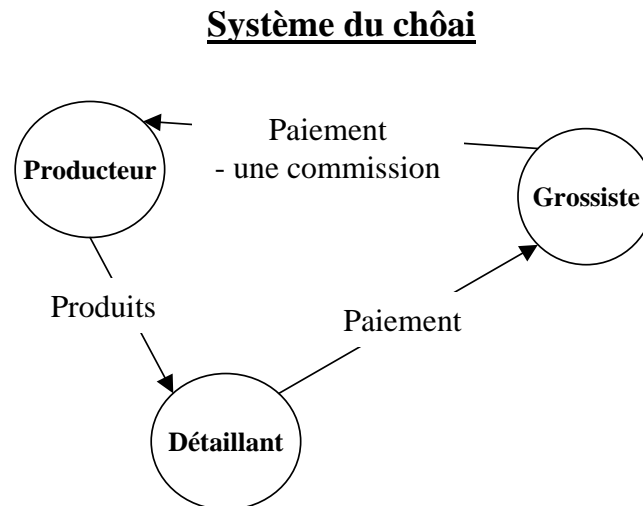 Système du chôai
Paiement
- une commission
Producteur
Grossiste
Produits
Paiement
Détaillant